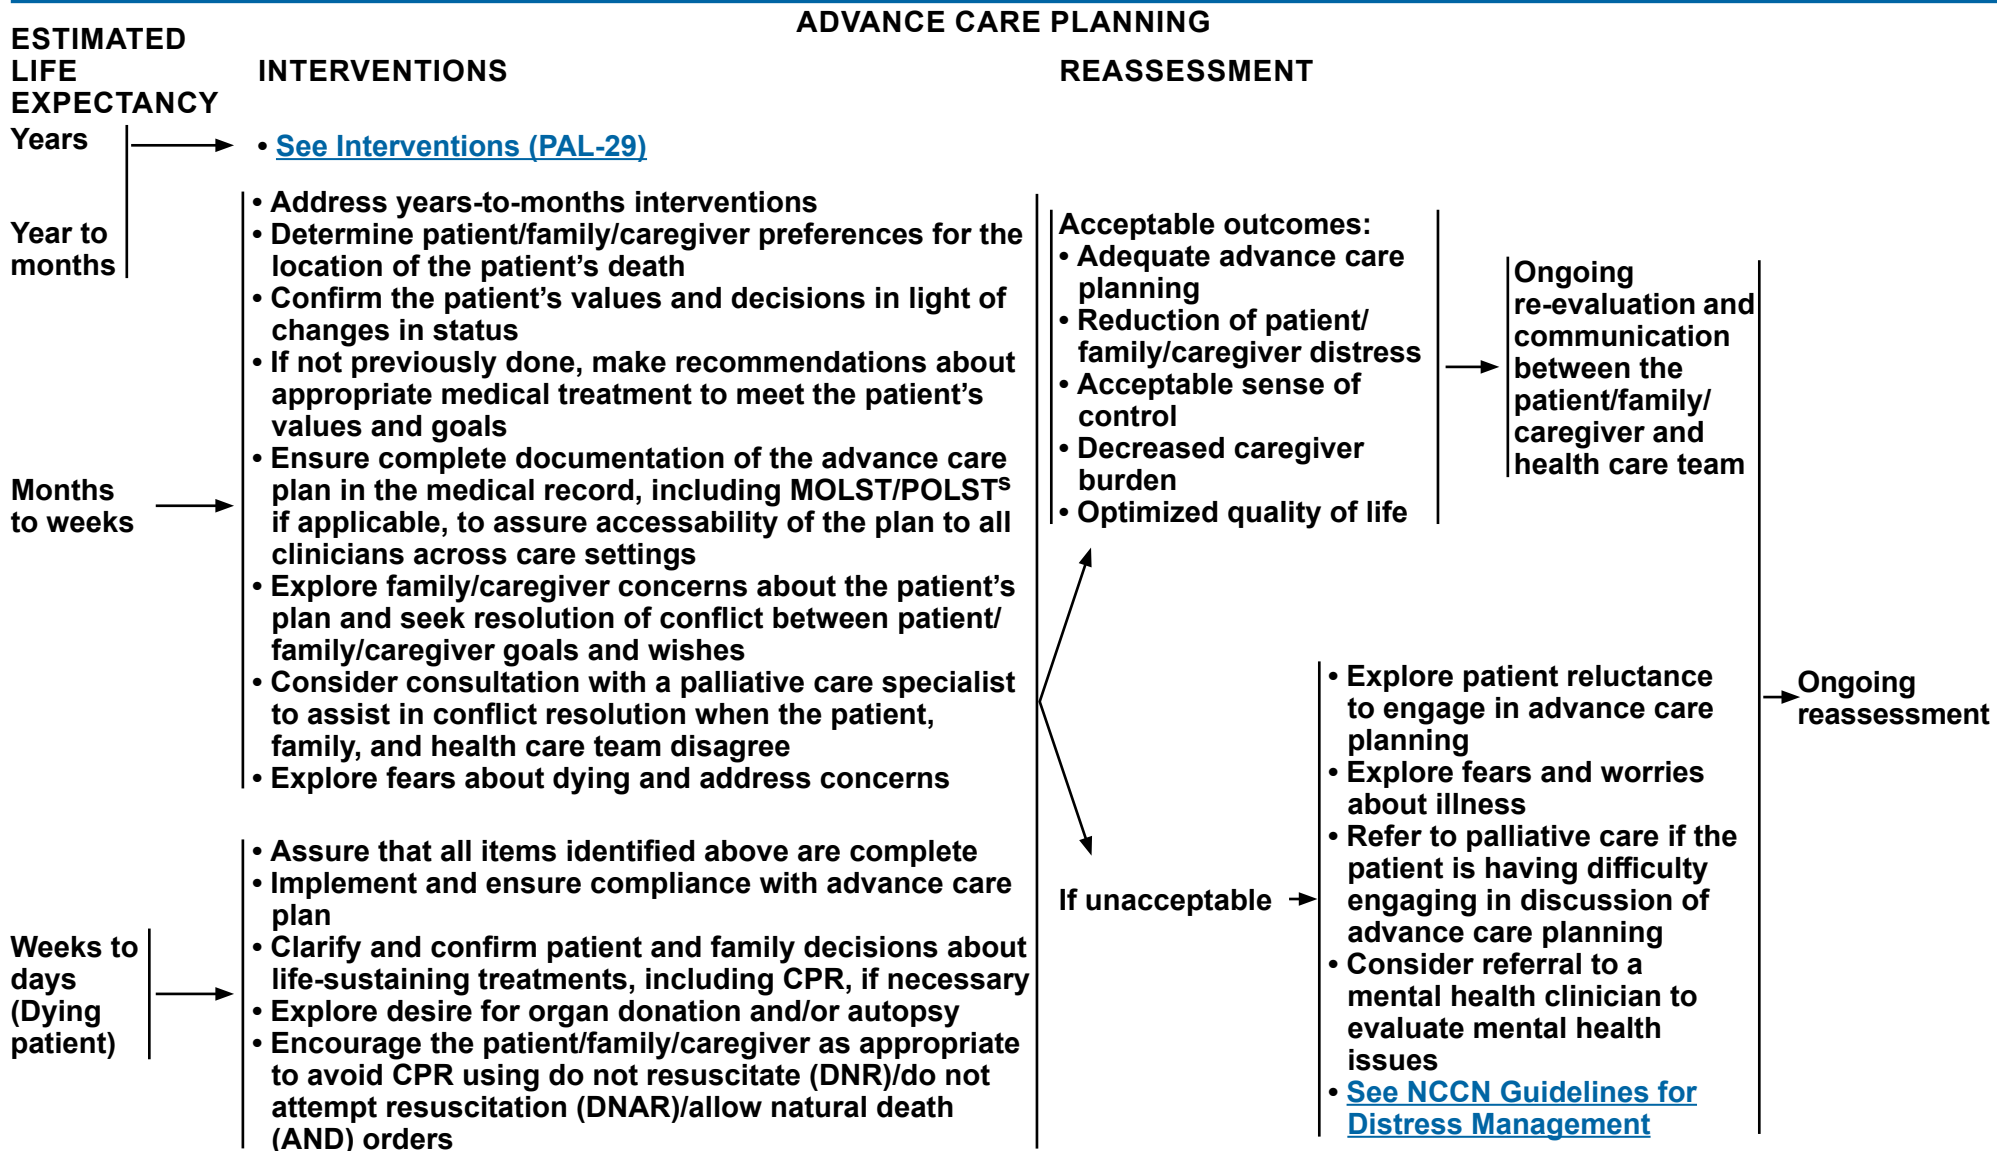 ADVANCE CARE PLANNING
ESTIMATED
LIFE
EXPECTANCY
INTERVENTIONS
REASSESSMENT
Years
• See Interventions (PAL-29)
Year to
months
Months
to weeks
• Address years-to-months interventions
• Determine patient/family/caregiver preferences for the
location of the patient’s death
• Confirm the patient’s values and decisions in light of
changes in status
• If not previously done, make recommendations about
appropriate medical treatment to meet the patient’s
values and goals
• Ensure complete documentation of the advance care
plan in the medical record, including MOLST/POLSTˢ
if applicable, to assure accessability of the plan to all
clinicians across care settings
• Explore family/caregiver concerns about the patient’s
plan and seek resolution of conflict between patient/
family/caregiver goals and wishes
• Consider consultation with a palliative care specialist
to assist in conflict resolution when the patient,
family, and health care team disagree
• Explore fears about dying and address concerns
Weeks to
days
(Dying
patient)
• Assure that all items identified above are complete
• Implement and ensure compliance with advance care
plan
• Clarify and confirm patient and family decisions about
life-sustaining treatments, including CPR, if necessary
• Explore desire for organ donation and/or autopsy
• Encourage the patient/family/caregiver as appropriate
to avoid CPR using do not resuscitate (DNR)/do not
attempt resuscitation (DNAR)/allow natural death
(AND) orders
Acceptable outcomes:
• Adequate advance care
planning
• Reduction of patient/
family/caregiver distress
• Acceptable sense of
control
• Decreased caregiver
burden
• Optimized quality of life
Ongoing
re-evaluation and
communication
between the
patient/family/
caregiver and
health care team
If unacceptable
• Explore patient reluctance
to engage in advance care
planning
• Explore fears and worries
about illness
• Refer to palliative care if the
patient is having difficulty
engaging in discussion of
advance care planning
• Consider referral to a
mental health clinician to
evaluate mental health
issues
• See NCCN Guidelines for
Distress Management
Ongoing
reassessment